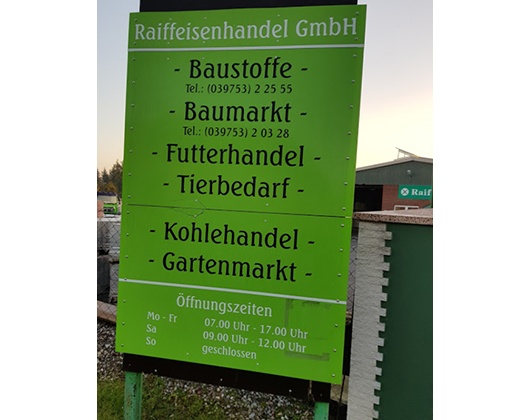 Raiffeisenhandel GmbH
- Baustoffe -
Tel.: (039753) 2 25 55
- Baumarkt -
Tel.: (039753) 2 03 28
- Futterhandel -
- Tierbedarf -
- Kohlehandel -
- Gartenmarkt -
Öffnungszeiten
Mo - Fr 07.00 Uhr - 17.00 Uhr
Sa 09.00 Uhr - 12.00 Uhr
So geschlossen
Raif